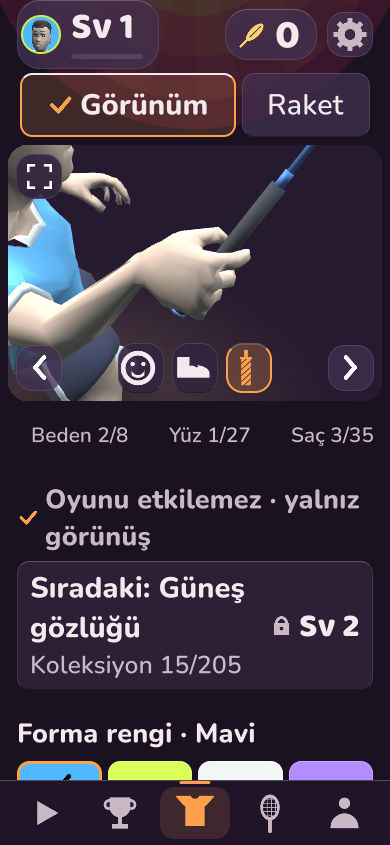 Sv 1
0
Görünüm
Raket
Beden 2/8
Yüz 1/27
Saç 3/35
Oyunu etkilemez · yalnız
görünüş
Sıradaki: Güneş
gözlüğü
Sv 2
Koleksiyon 15/205
Forma rengi · Mavi